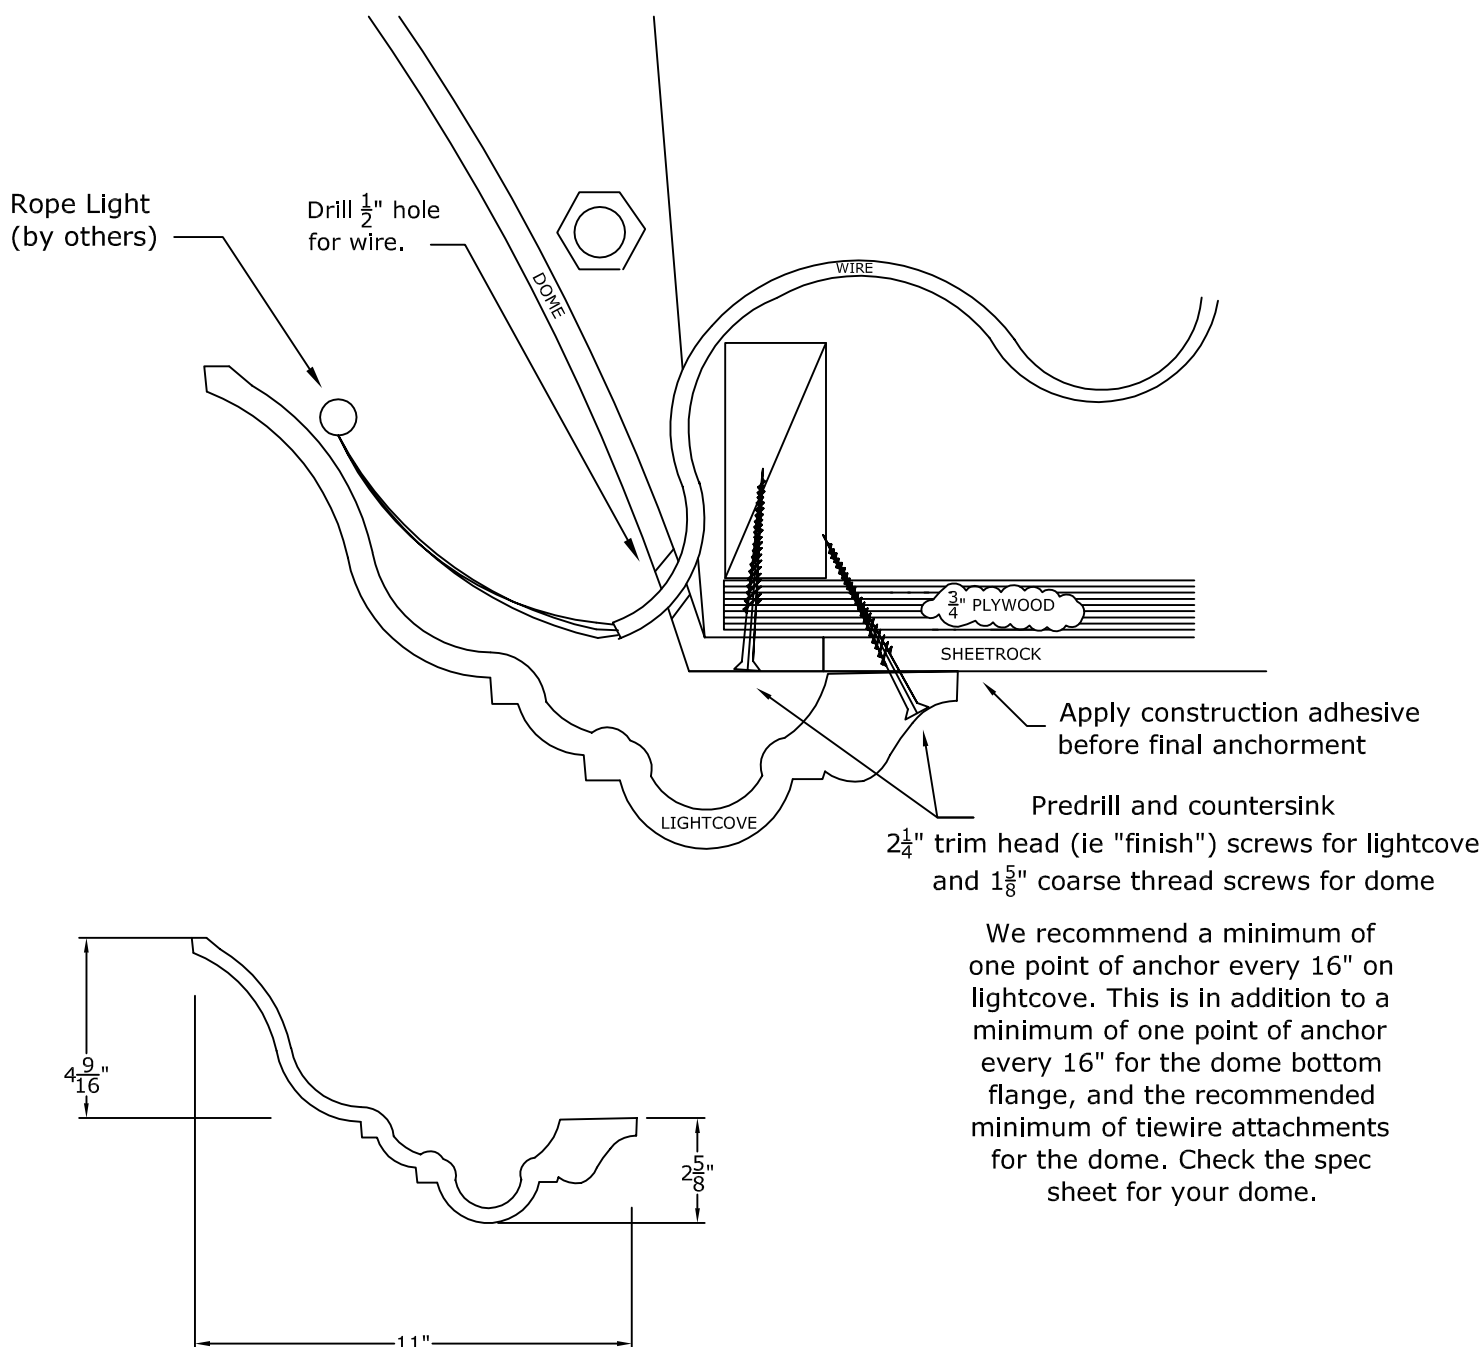 Rope Light
(by others)
Drill 1/2" hole
for wire.
DOME
WIRE
3/4" PLYWOOD
SHEETROCK
Apply construction adhesive
before final anchorment
LIGHTCOVE
Predrill and countersink
2 1/4" trim head (ie "finish") screws for lightcove
and 1 5/8" coarse thread screws for dome
We recommend a minimum of
one point of anchor every 16" on
lightcove. This is in addition to a
minimum of one point of anchor
every 16" for the dome bottom
flange, and the recommended
minimum of tiewire attachments
for the dome. Check the spec
sheet for your dome.
4 9/16"
2 5/8"
11"